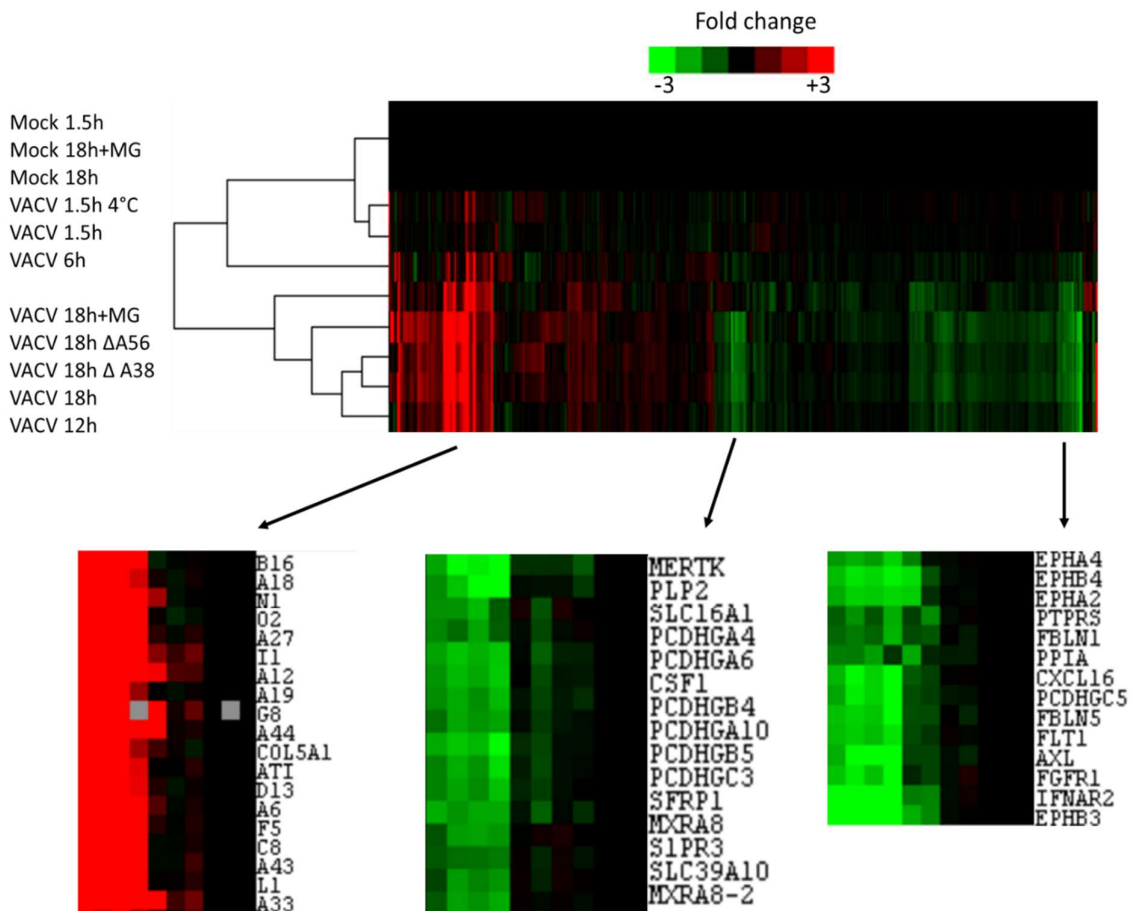 Fold change
-3 +3
Mock 1.5h
Mock 18h+MG
Mock 18h
VACV 1.5h 4°C
VACV 1.5h
VACV 6h
VACV 18h+MG
VACV 18h ΔA56
VACV 18h Δ A38
VACV 18h
VACV 12h
B16
A18
N1
O2
A27
I1
A12
A19
G8
A44
COL5A1
ATI
D13
A6
F5
C8
A43
L1
A33
MERTK
PLP2
SLC16A1
PCDHGA4
PCDHGA6
CSF1
PCDHGB4
PCDHGA10
PCDHGB5
PCDHGC3
SFRP1
MXRA8
S1PR3
SLC39A10
MXRA8-2
EPHA4
EPHB4
EPHA2
PTPRS
FBLN1
PPIA
CXCL16
PCDHGC5
FBLN5
FLT1
AXL
FGFR1
IFNAR2
EPHB3